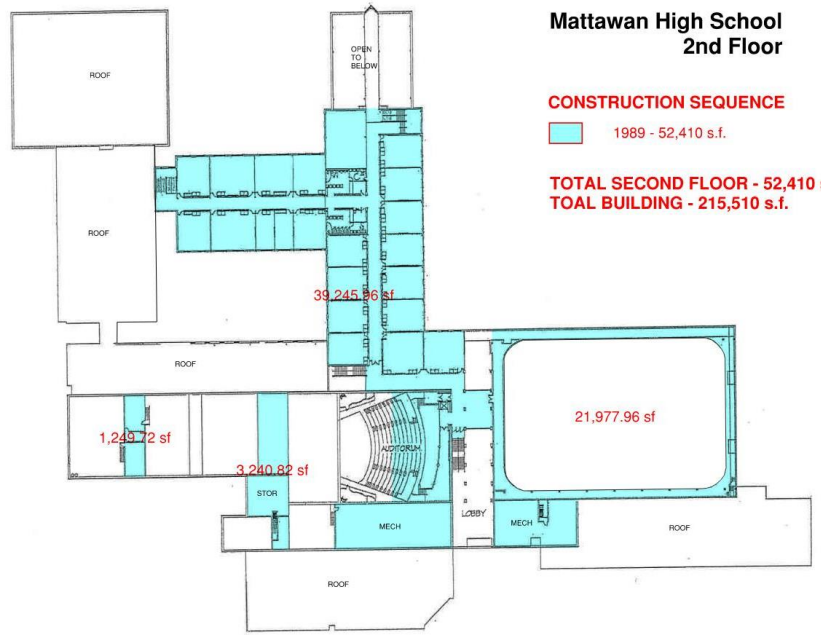 Mattawan High School
2nd Floor
CONSTRUCTION SEQUENCE
1989 - 52,410 s.f.
TOTAL SECOND FLOOR - 52,410
TOAL BUILDING - 215,510 s.f.
OPEN
TO
BELOW
ROOF
ROOF
39,245.96 sf
ROOF
21,977.96 sf
1,249.72 sf
AUDITORIUM
3,240.82 sf
STOR
LOBBY
MECH
MECH
ROOF
ROOF